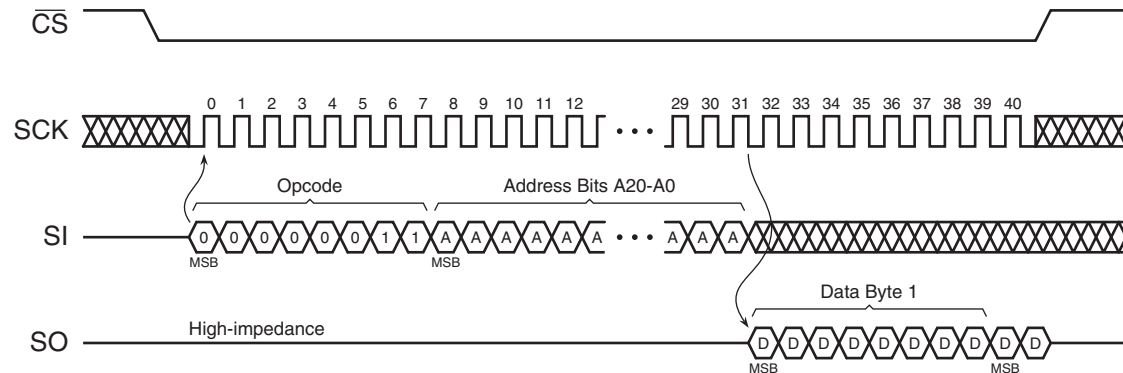 CS
0 1 2 3 4 5 6 7 8 9 10 11 12 29 30 31 32 33 34 35 36 37 38 39 40
SCK • • •
Opcode Address Bits A20-A0
SI 0 0 0 0 0 0 1 1 A A A A A A • • • A A A
MSB MSB
Data Byte 1
High-impedance
SO D D D D D D D D D D
MSB MSB